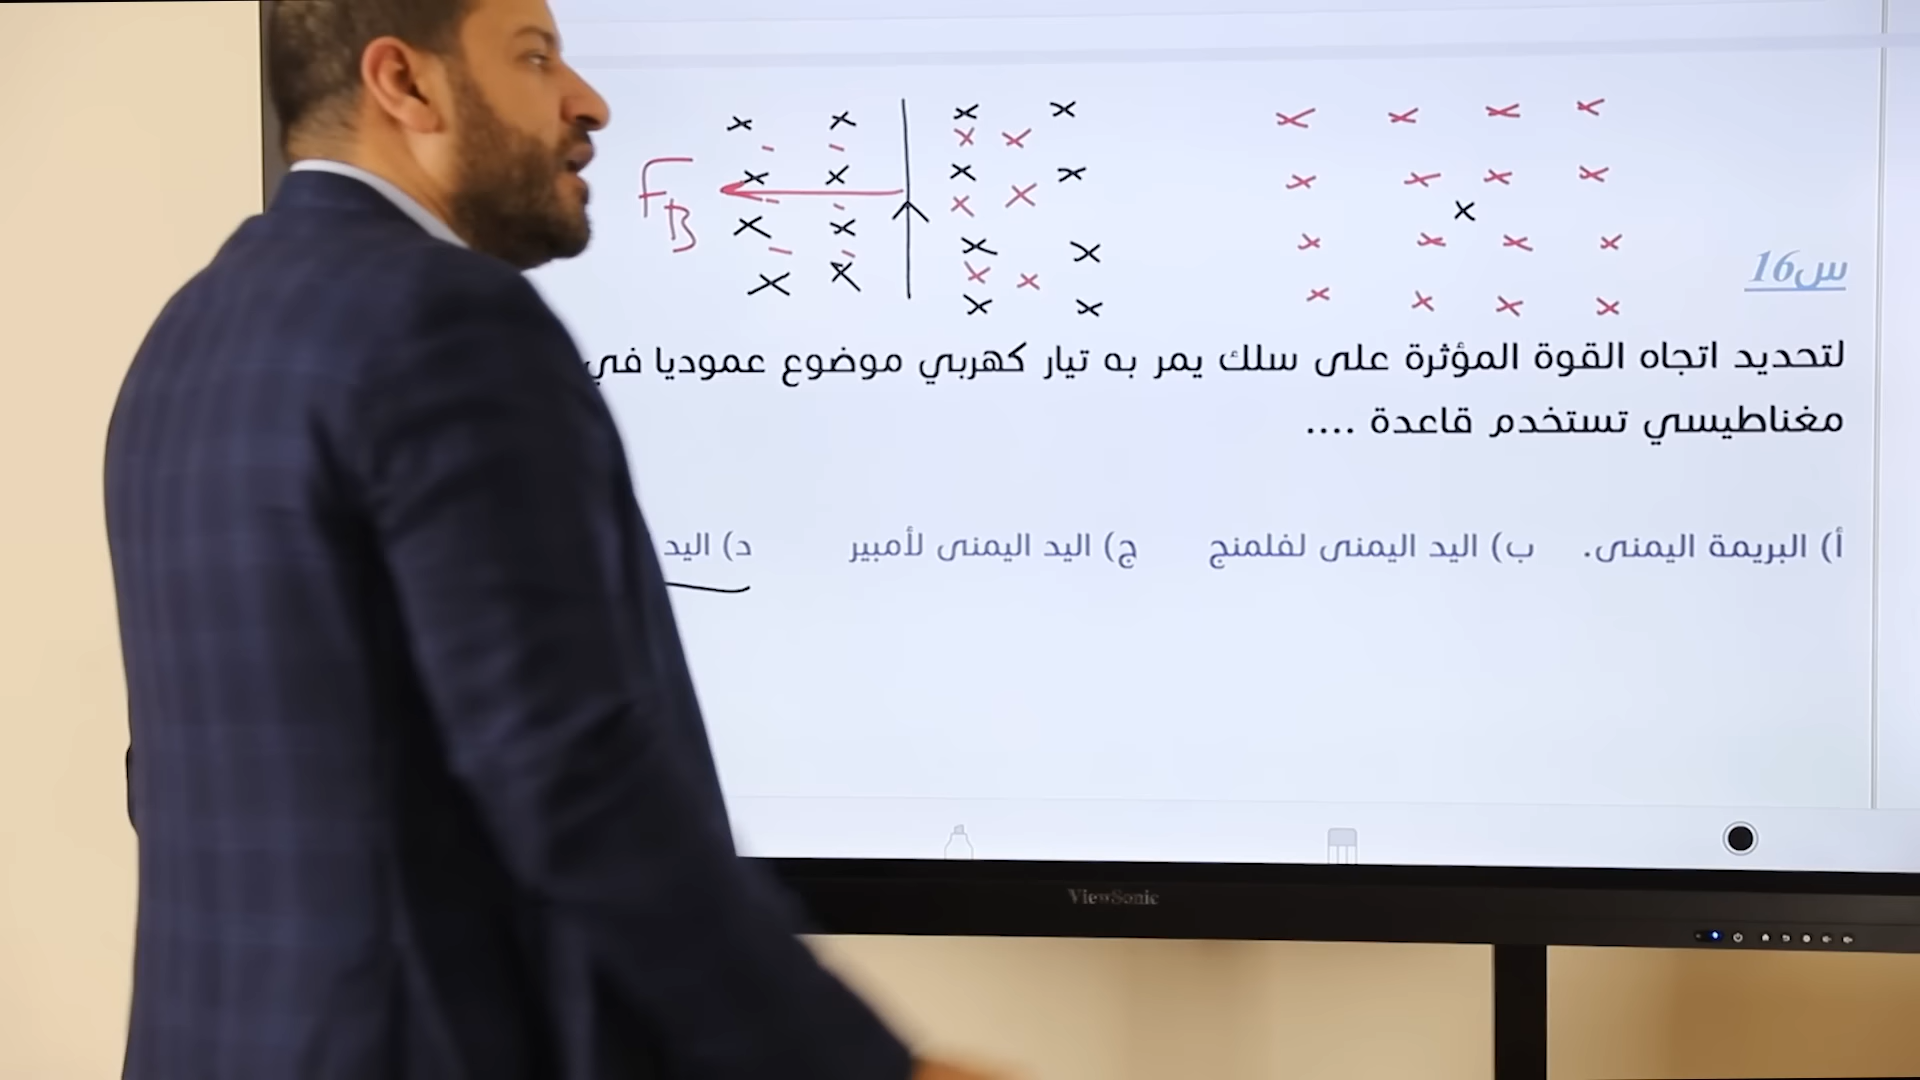 F_B
س16
لتحديد اتجاه القوة المؤثرة على سلك يمر به تيار كهربي موضوع عموديا في
مغناطيسي تستخدم قاعدة ....
أ) البريمة اليمنى. ب) اليد اليمنى لفلمنج ج) اليد اليمنى لأمبير د) اليد
ViewSonic